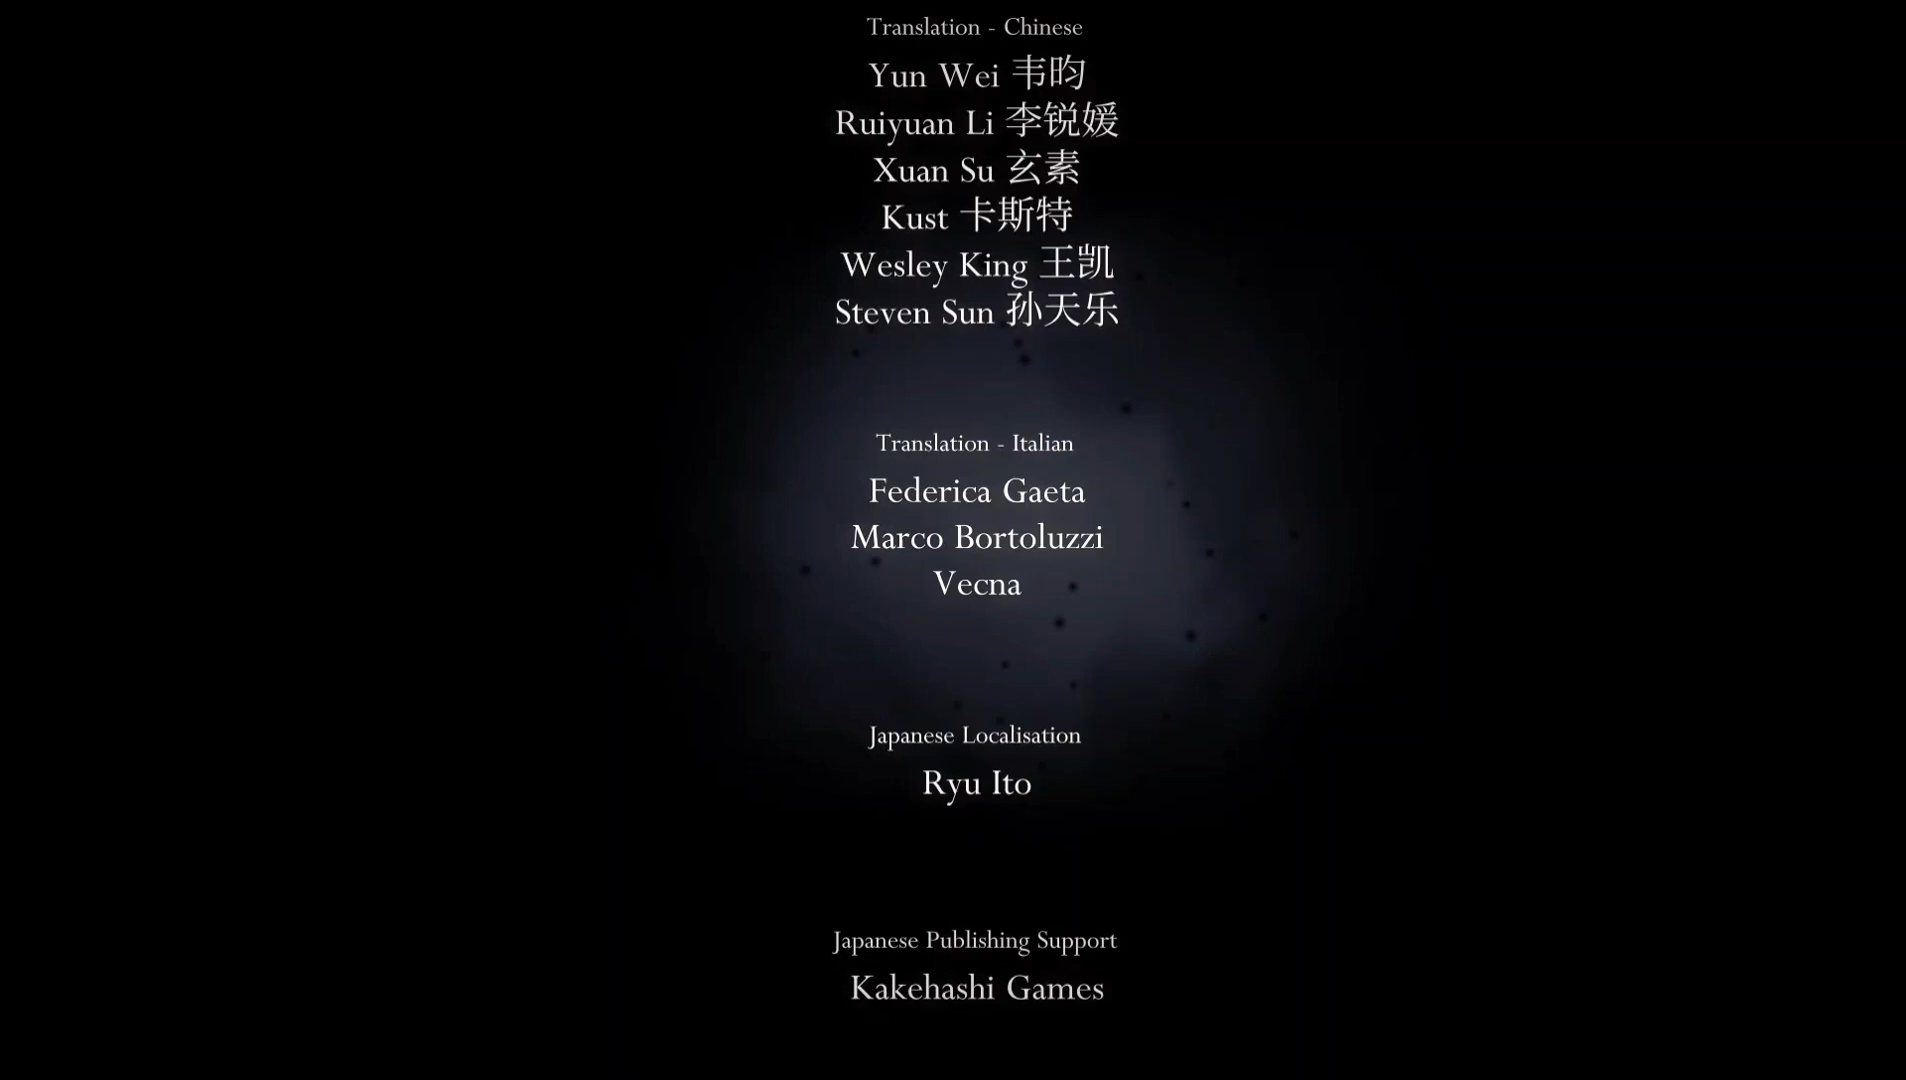 Translation - Chinese
Yun Wei 韦昀
Ruiyuan Li 李锐媛
Xuan Su 玄素
Kust 卡斯特
Wesley King 王凯
Steven Sun 孙天乐
Translation - Italian
Federica Gaeta
Marco Bortoluzzi
Vecna
Japanese Localisation
Ryu Ito
Japanese Publishing Support
Kakehashi Games